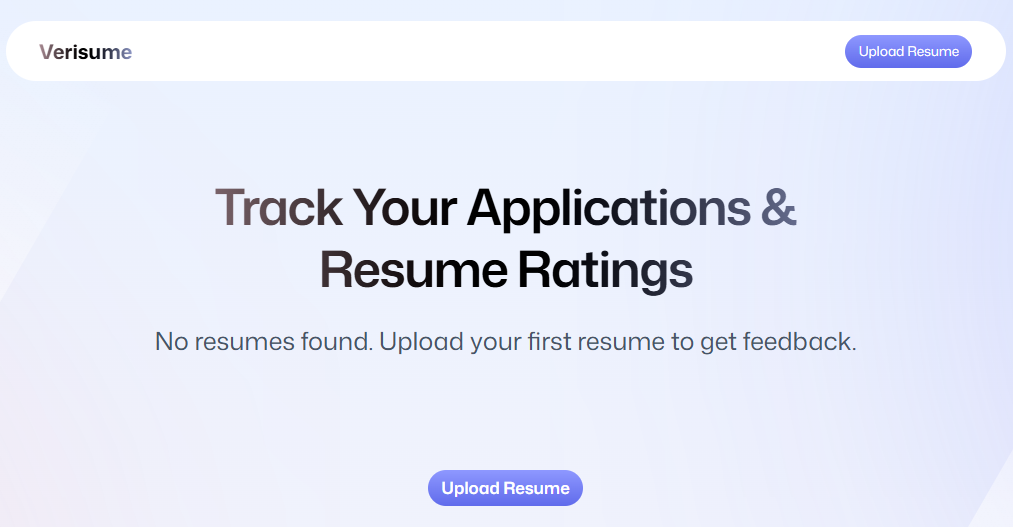 Verisume
Upload Resume
Track Your Applications &
Resume Ratings
No resumes found. Upload your first resume to get feedback.
Upload Resume